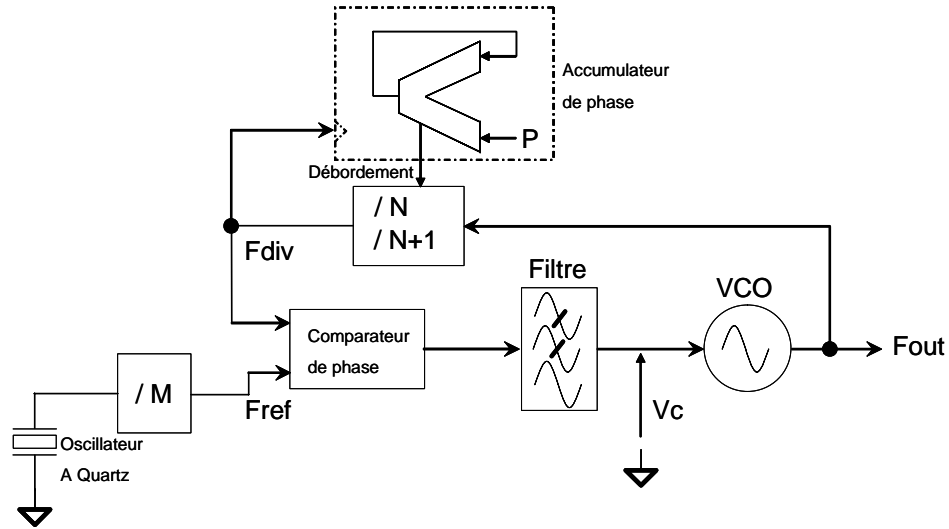 Accumulateur
de phase
P
Débordement
/ N
/ N+1
Fdiv
Filtre
VCO
Comparateur
de phase
Fout
/ M
Fref
Vc
Oscillateur
A Quartz